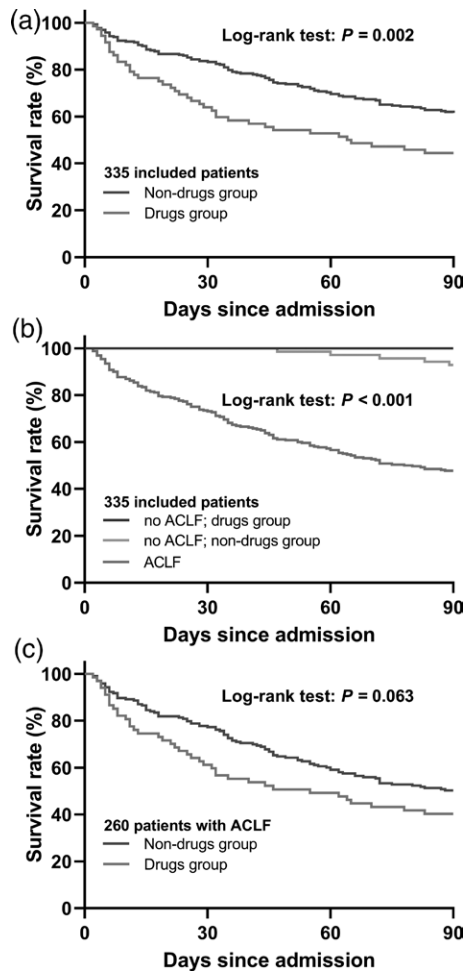 (a)
Log-rank test: P = 0.002
100
80
60
40
20
0
Survival rate (%)
335 included patients
Non-drugs group
Drugs group
0 30 60 90
Days since admission
(b)
Log-rank test: P < 0.001
100
80
60
40
20
0
Survival rate (%)
335 included patients
no ACLF; drugs group
no ACLF; non-drugs group
ACLF
0 30 60 90
Days since admission
(c)
Log-rank test: P = 0.063
100
80
60
40
20
0
Survival rate (%)
260 patients with ACLF
Non-drugs group
Drugs group
0 30 60 90
Days since admission